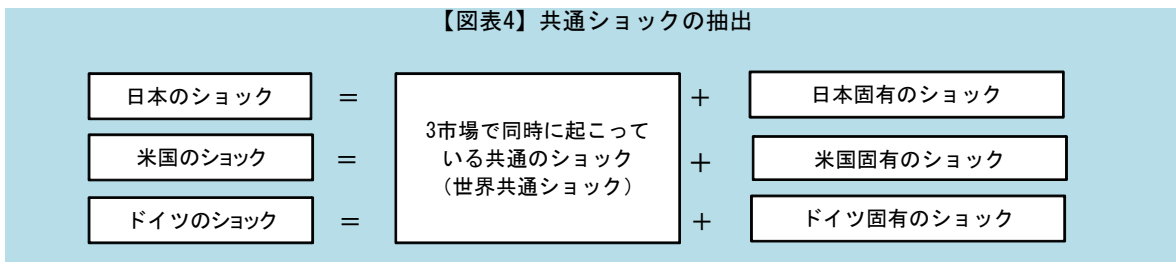 【図表4】共通ショックの抽出
日本のショック = 3市場で同時に起こって + 日本固有のショック
米国のショック = いる共通のショック + 米国固有のショック
ドイツのショック = (世界共通ショック) + ドイツ固有のショック